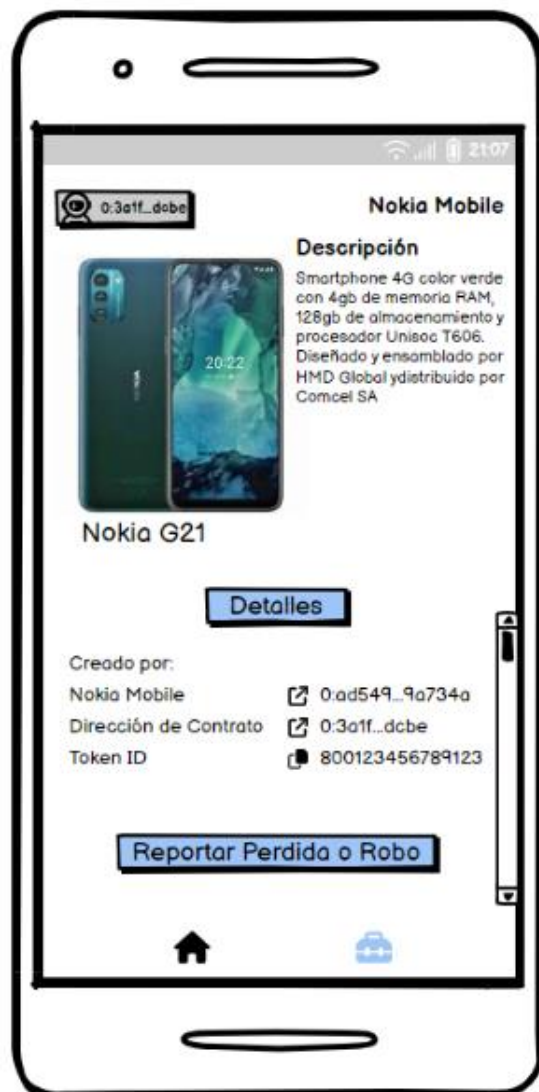 21:07
0:3a1f...dcbe
Nokia Mobile
Descripción
Smartphone 4G color verde
con 4gb de memoria RAM,
128gb de almacenamiento y
procesador Unisoc T606.
Diseñado y ensamblado por
HMD Global ydistribuido por
Comcel SA
20:22
NOKIA
Nokia G21
Detalles
Creado por:
Nokia Mobile 0:ad549...9a734a
Dirección de Contrato 0:3a1f...dcbe
Token ID 800123456789123
Reportar Perdida o Robo